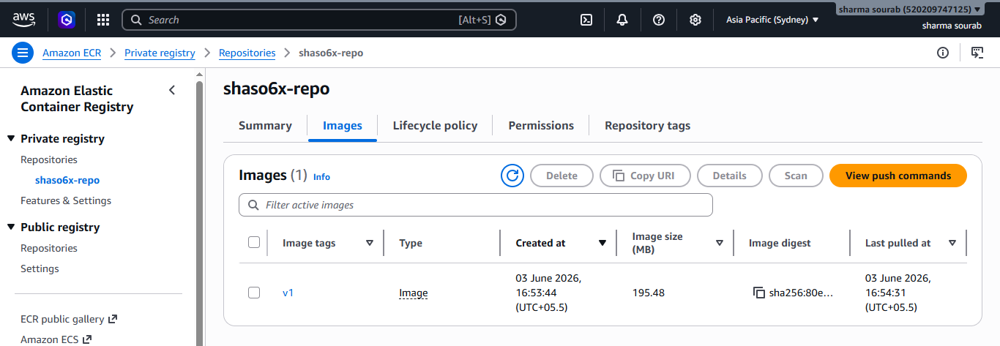 aws
Search
[Alt+S]
Asia Pacific (Sydney)
sharma sourab (520209747125)
sharma sourab
Amazon ECR
Private registry
Repositories
shaso6x-repo
Amazon Elastic
Container Registry
Private registry
Repositories
shaso6x-repo
Features & Settings
Public registry
Repositories
Settings
ECR public gallery
Amazon ECS
shaso6x-repo
Summary
Images
Lifecycle policy
Permissions
Repository tags
Images (1) Info
Delete
Copy URI
Details
Scan
View push commands
Filter active images
Image tags
Type
Created at
Image size
(MB)
Image digest
Last pulled at
v1
Image
03 June 2026,
16:53:44
(UTC+05.5)
195.48
sha256:80e...
03 June 2026,
16:54:31
(UTC+05.5)